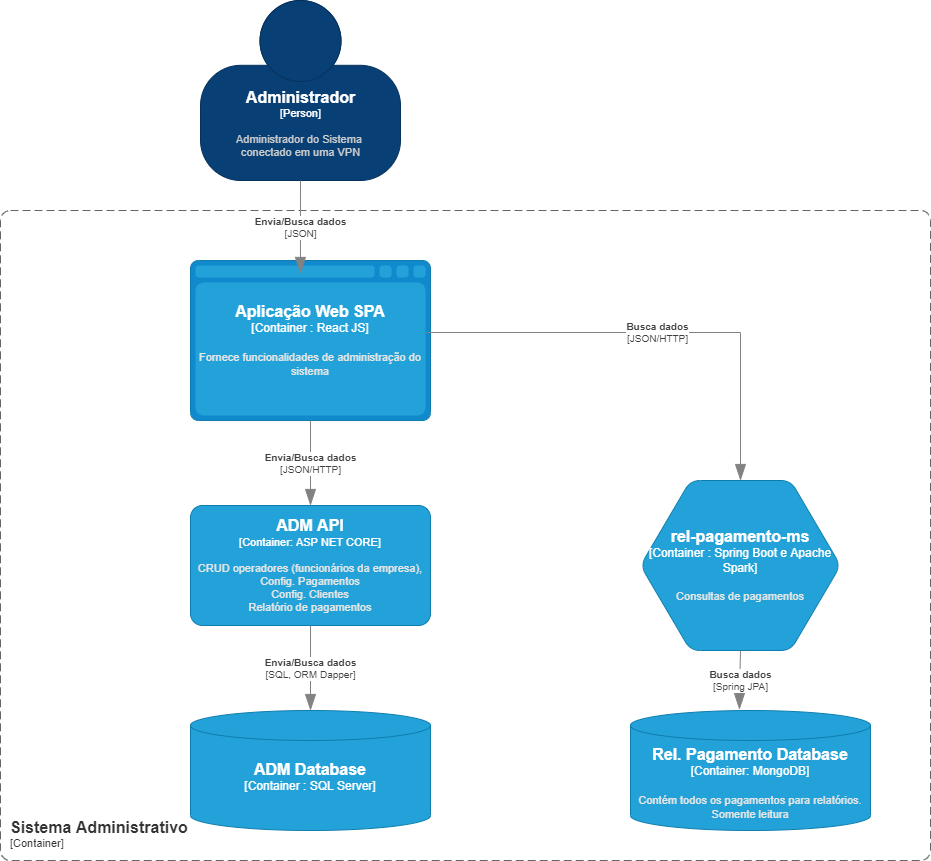 Administrador
[Person]
Administrador do Sistema
conectado em uma VPN
Envia/Busca dados
[JSON]
Aplicação Web SPA
[Container : React JS]
Fornece funcionalidades de administração do
sistema
Busca dados
[JSON/HTTP]
Envia/Busca dados
[JSON/HTTP]
ADM API
[Container: ASP NET CORE]
CRUD operadores (funcionários da empresa),
Config. Pagamentos
Config. Clientes
Relatório de pagamentos
rel-pagamento-ms
[Container : Spring Boot e Apache
Spark]
Consultas de pagamentos
Envia/Busca dados
[SQL, ORM Dapper]
Busca dados
[Spring JPA]
ADM Database
[Container : SQL Server]
Rel. Pagamento Database
[Container: MongoDB]
Contém todos os pagamentos para relatórios.
Somente leitura
Sistema Administrativo
[Container]